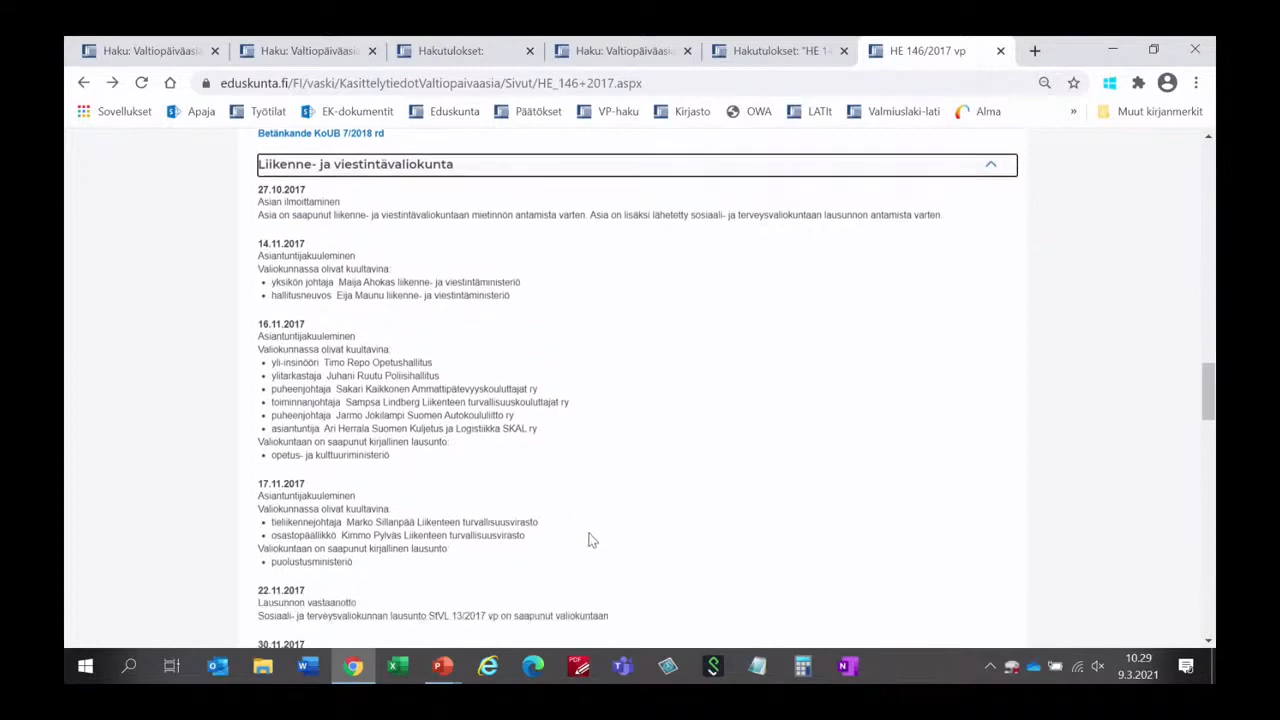 Haku: Valtiopäiväasia
Haku: Valtiopäiväasia
Hakutulokset:
Haku: Valtiopäiväasia
Hakutulokset: "HE 14
HE 146/2017 vp
eduskunta.fi/FI/vaski/KasittelytiedotValtiopaivaasia/Sivut/HE_146+2017.aspx
Sovellukset
Apaja
Työtilat
EK-dokumentit
Eduskunta
Päätökset
VP-haku
Kirjasto
OWA
LATIt
Valmiuslaki-lati
Alma
»
Muut kirjanmerkit
Betänkande KoUB 7/2018 rd
Liikenne- ja viestintävaliokunta
27.10.2017
Asian ilmoittaminen
Asia on saapunut liikenne- ja viestintävaliokuntaan mietinnön antamista varten. Asia on lisäksi lähetetty sosiaali- ja terveysvaliokuntaan lausunnon antamista varten.
14.11.2017
Asiantuntijakuuleminen
Valiokunnassa olivat kuultavina:
• yksikön johtaja Maija Ahokas liikenne- ja viestintäministeriö
• hallitusneuvos Eija Maunu liikenne- ja viestintäministeriö
16.11.2017
Asiantuntijakuuleminen
Valiokunnassa olivat kuultavina:
• yli-insinööri Timo Repo Opetushallitus
• ylitarkastaja Juhani Ruutu Poliisihallitus
• puheenjohtaja Sakari Kaikkonen Ammattipätevyyskouluttajat ry
• toiminnanjohtaja Sampsa Lindberg Liikenteen turvallisuuskouluttajat ry
• puheenjohtaja Jarmo Jokilampi Suomen Autokoululiitto ry
• asiantuntija Ari Herrala Suomen Kuljetus ja Logistiikka SKAL ry
Valiokuntaan on saapunut kirjallinen lausunto:
• opetus- ja kulttuuriministeriö
17.11.2017
Asiantuntijakuuleminen
Valiokunnassa olivat kuultavina:
• tieliikennejohtaja Marko Sillanpää Liikenteen turvallisuusvirasto
• osastopäällikkö Kimmo Pylväs Liikenteen turvallisuusvirasto
Valiokuntaan on saapunut kirjallinen lausunto:
• puolustusministeriö
22.11.2017
Lausunnon vastaanotto
Sosiaali- ja terveysvaliokunnan lausunto StVL 13/2017 vp on saapunut valiokuntaan
30.11.2017
10.29
9.3.2021